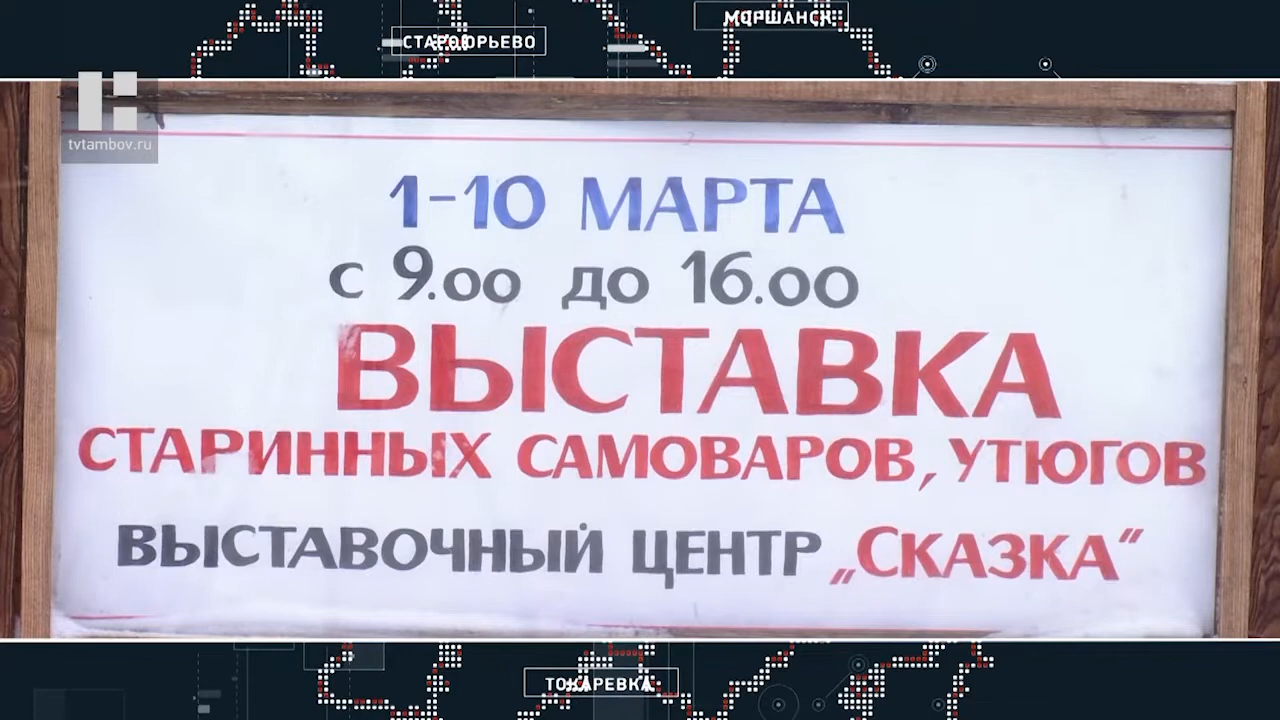 МОРШАНСК
СТАРОЮРЬЕВО
tvtambov.ru
1-10 МАРТА
с 9.00 до 16.00
ВЫСТАВКА
СТАРИННЫХ САМОВАРОВ, УТЮГОВ
ВЫСТАВОЧНЫЙ ЦЕНТР „СКАЗКА“
ТОКАРЕВКА